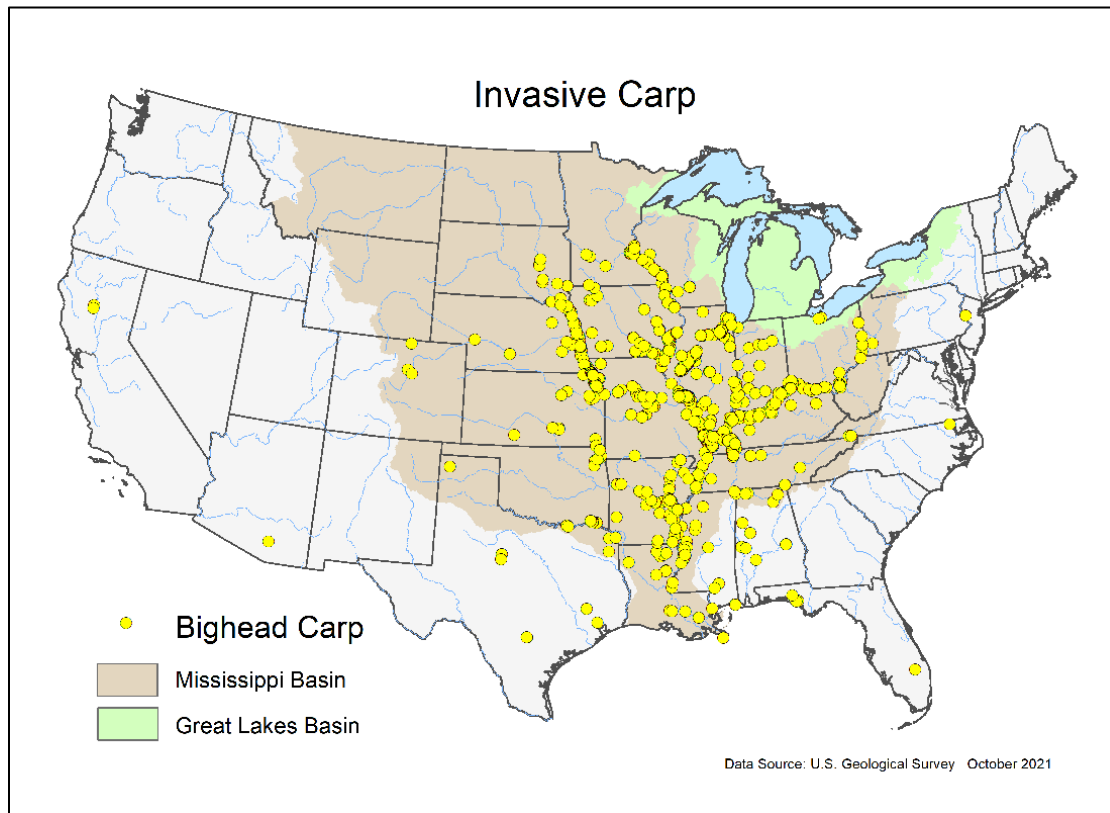 Invasive Carp
Bighead Carp
Mississippi Basin
Great Lakes Basin
Data Source: U.S. Geological Survey October 2021